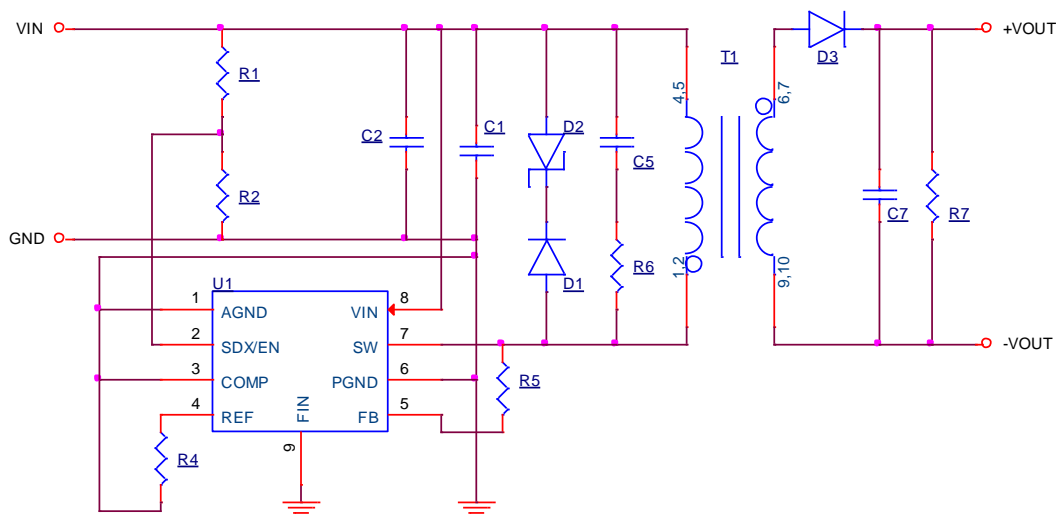 VIN
+VOUT
T1
D3
4,5
6,7
R1
C2
C1
D2
C5
R2
C7
R7
GND
R6
D1
1,2
9,10
U1
1
AGND
VIN
8
2
SDX/EN
SW
7
-VOUT
3
COMP
PGND
6
R5
4
REF
FIN
FB
5
9
R4